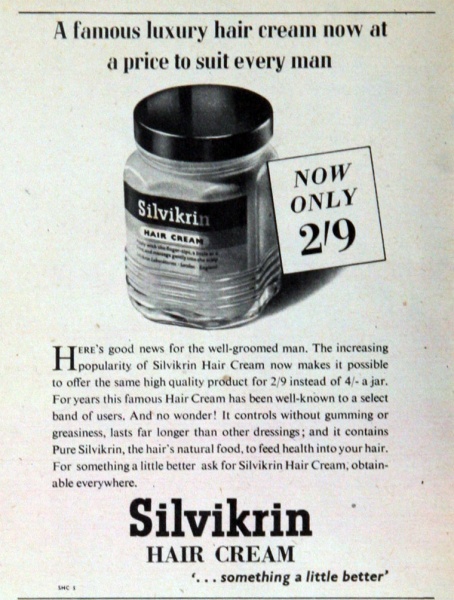 A famous luxury hair cream now at
a price to suit every man
Silvikrin
HAIR CREAM
NOW
ONLY
2/9
HERE'S good news for the well-groomed man. The increasing
popularity of Silvikrin Hair Cream now makes it possible
to offer the same high quality product for 2/9 instead of 4/- a jar.
For years this famous Hair Cream has been well-known to a select
band of users. And no wonder! It controls without gumming or
greasiness, lasts far longer than other dressings; and it contains
Pure Silvikrin, the hair's natural food, to feed health into your hair.
For something a little better ask for Silvikrin Hair Cream, obtain-
able everywhere.
Silvikrin
HAIR CREAM
'... something a little better'